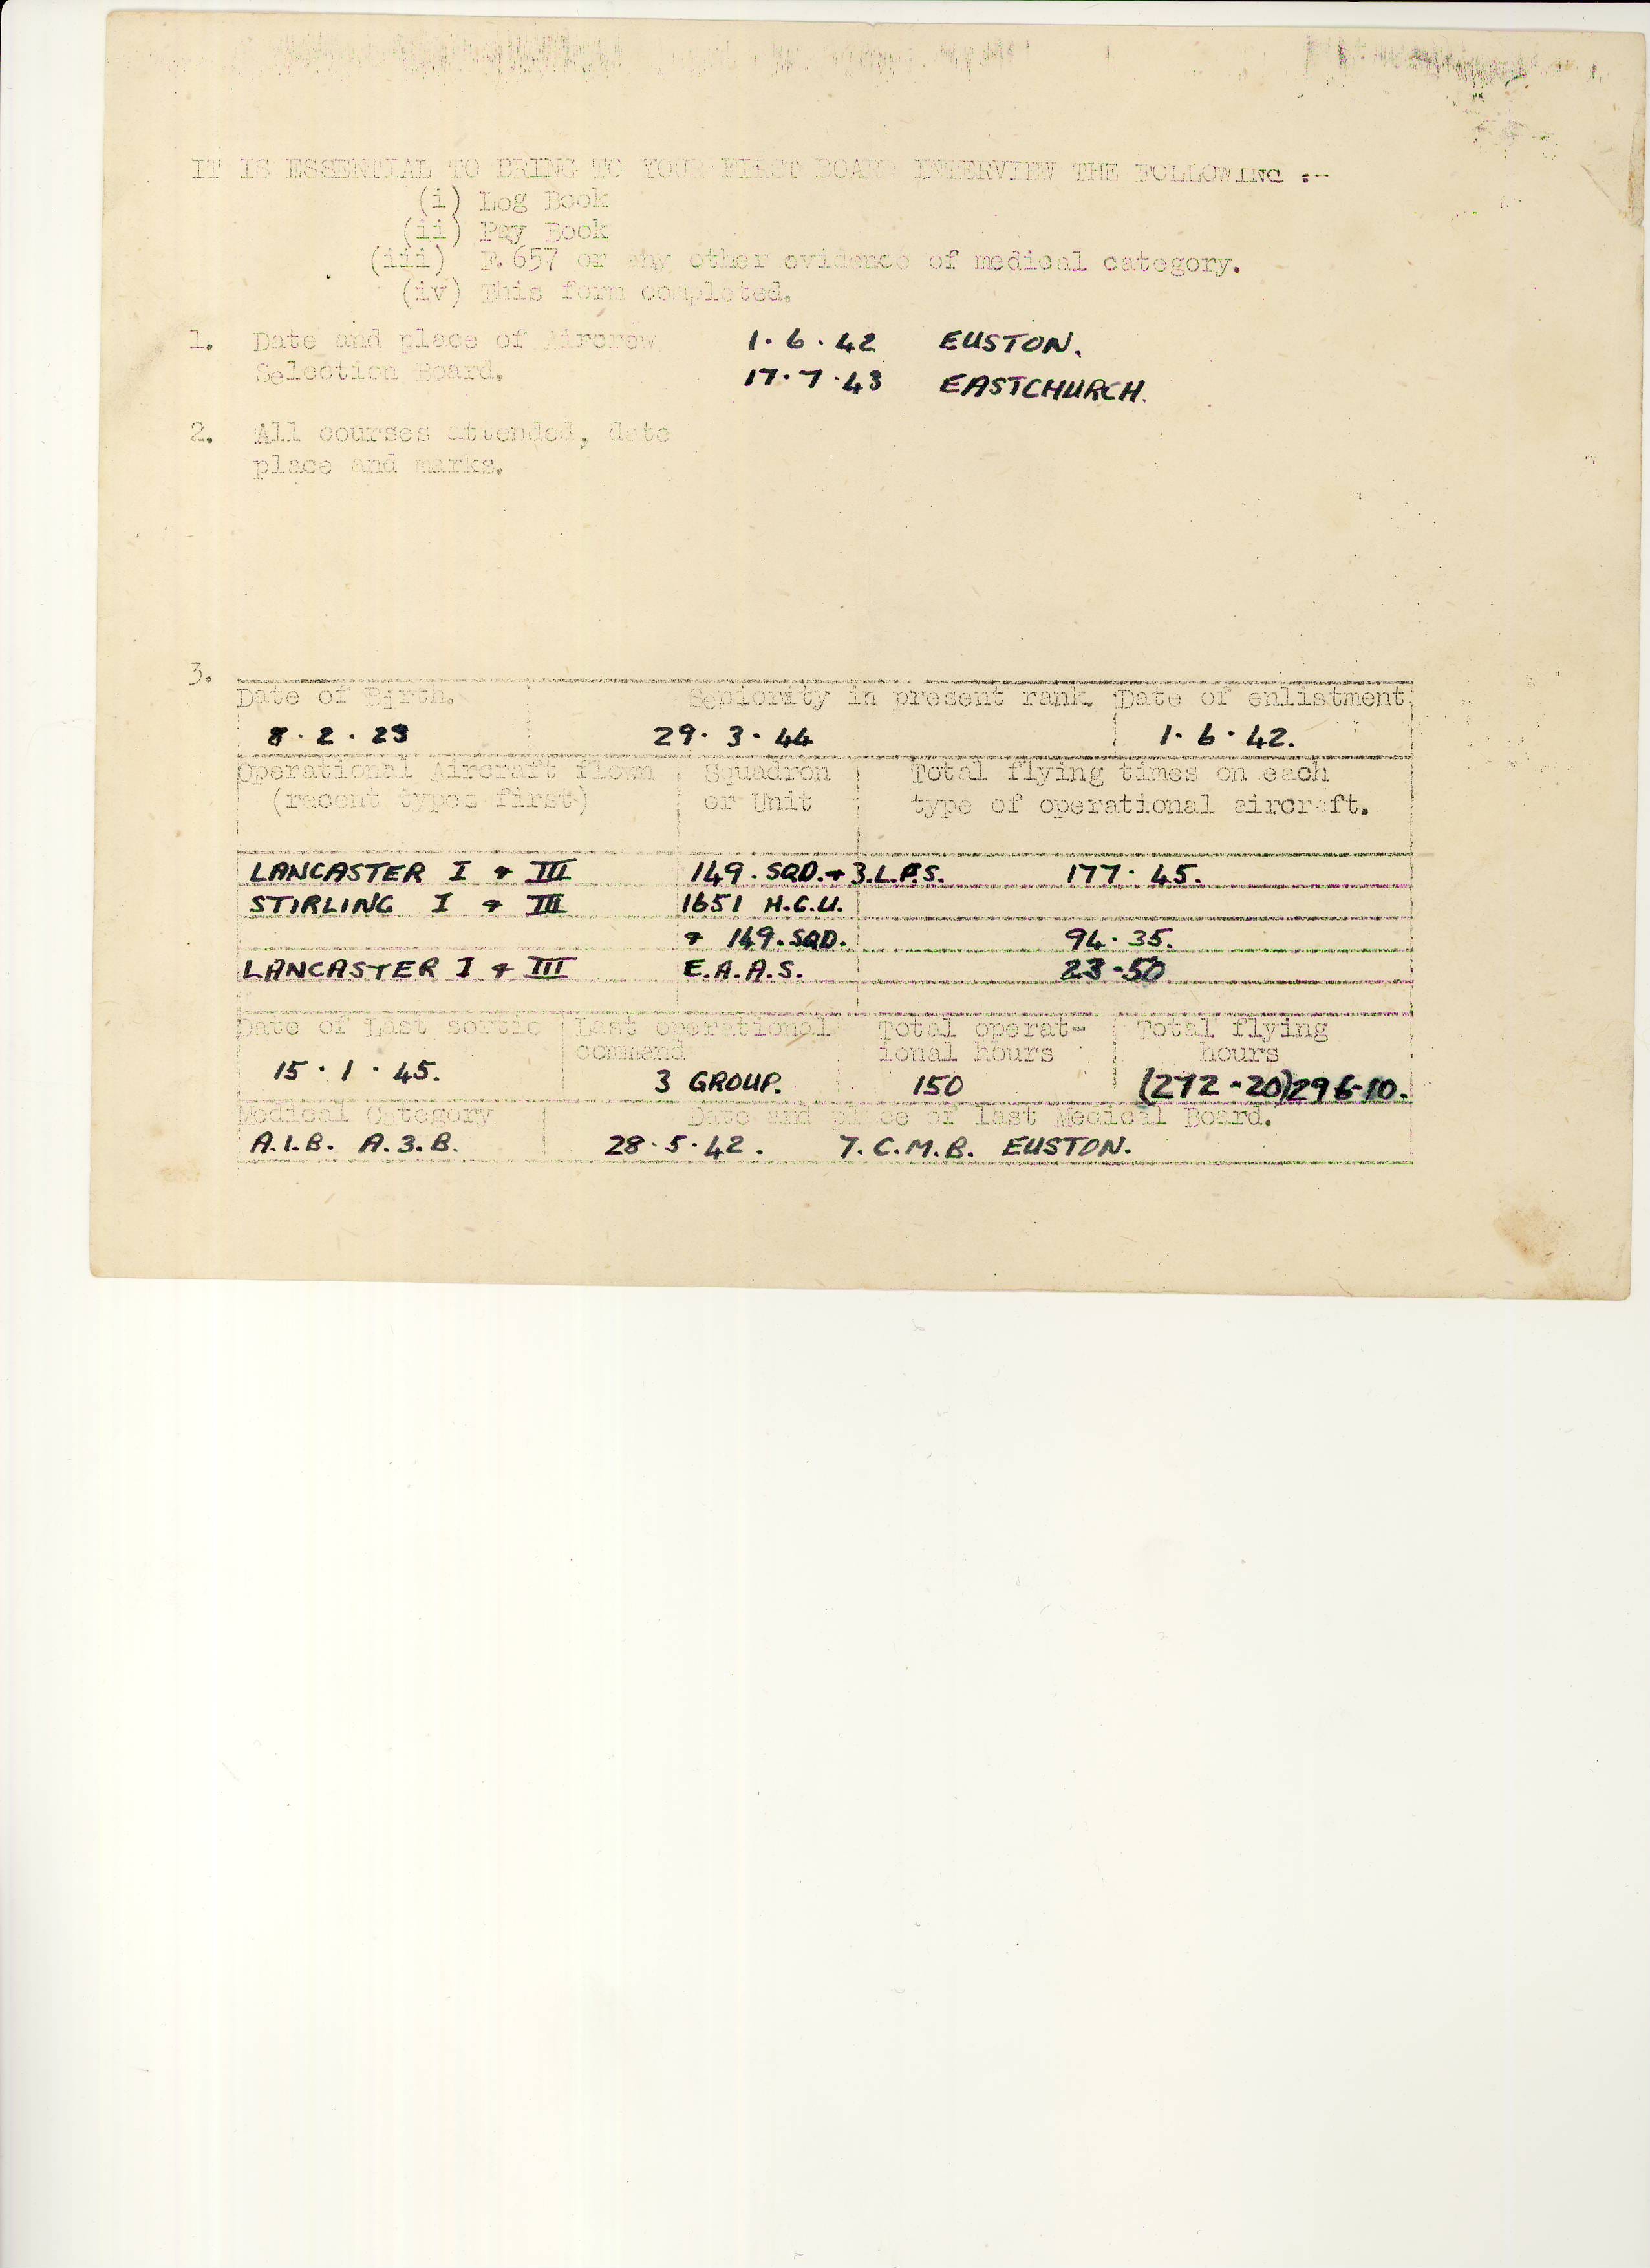 IT IS ESSENTIAL TO BRING TO YOUR FIRST BOARD INTERVIEW THE FOLLOWING :-
(i) Log Book
(ii) Pay Book
(iii) F.657 or any other evidence of medical category.
(iv) This form completed.
1. Date and place of Aircrew 1.6.42 EUSTON.
Selection Board. 17.7.43 EASTCHURCH.
2. All courses attended, date
place and marks.
3.
Date of Birth. Seniority in present rank. Date of enlistment
8.2.23 29.3.44 1.6.42.
Operational Aircraft flown Squadron Total flying times on each
(recent types first) or Unit type of operational aircraft.
LANCASTER I & III 149.SQD.& 3.L.F.S. 177.45.
STIRLING I & III 1651 H.C.U.
& 149.SQD. 94.35.
LANCASTER I & III E.A.A.S. 23-50
Date of Last sortie Last operational Total operat- Total flying
command ional hours hours
15.1.45. 3 GROUP. 150 (272-20)296-10.
Medical Category Date and place of last Medical Board.
A.1.B. A.3.B. 28.5.42. 7.C.M.B. EUSTON.